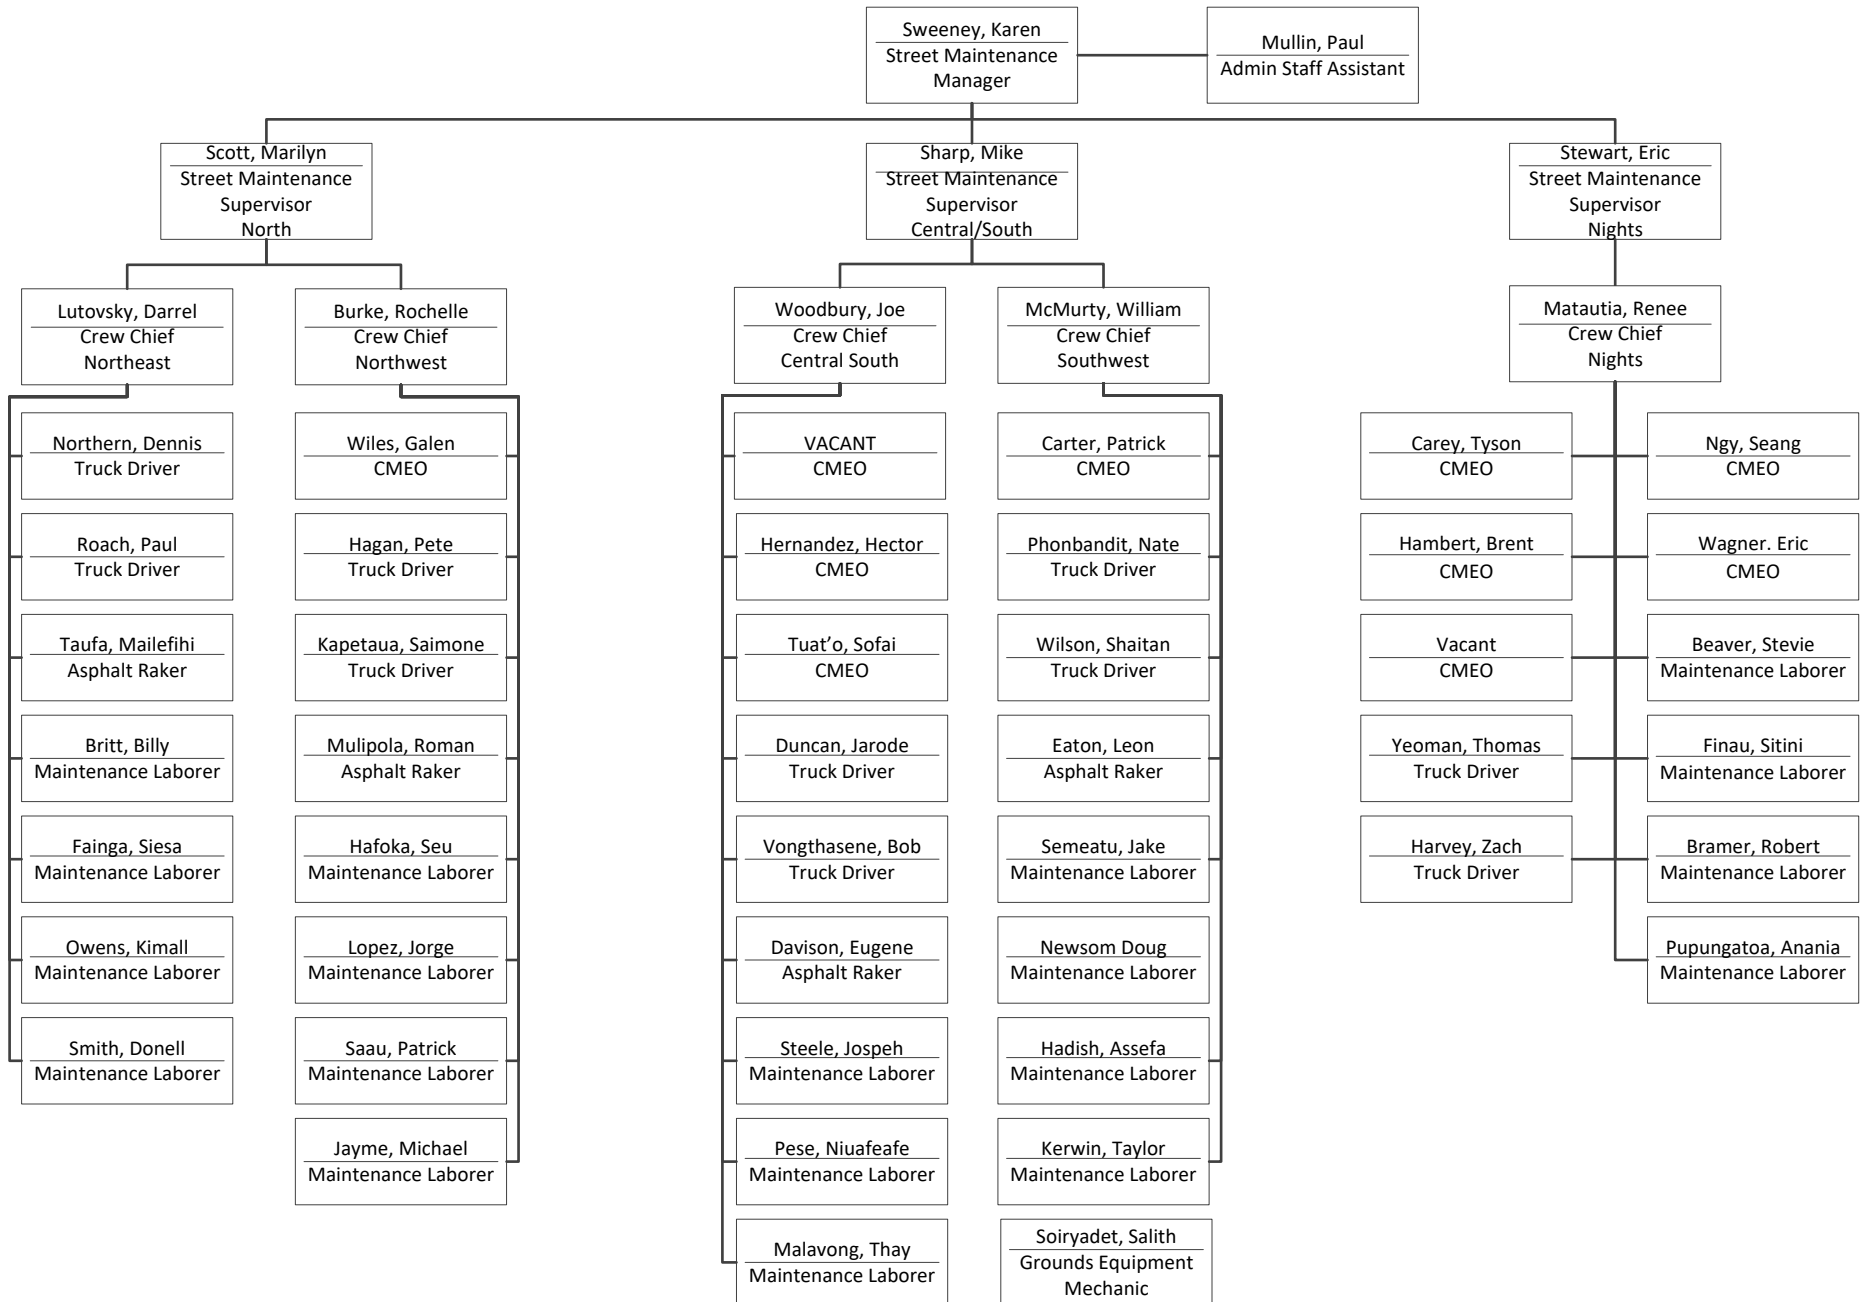 Sweeney, Karen
Street Maintenance
Manager
Mullin, Paul
Admin Staff Assistant
Scott, Marilyn
Street Maintenance
Supervisor
North
Sharp, Mike
Street Maintenance
Supervisor
Central/South
Stewart, Eric
Street Maintenance
Supervisor
Nights
Lutovsky, Darrel
Crew Chief
Northeast
Burke, Rochelle
Crew Chief
Northwest
Woodbury, Joe
Crew Chief
Central South
McMurty, William
Crew Chief
Southwest
Matautia, Renee
Crew Chief
Nights
Northern, Dennis
Truck Driver
Wiles, Galen
CMEO
VACANT
CMEO
Carter, Patrick
CMEO
Carey, Tyson
CMEO
Ngy, Seang
CMEO
Roach, Paul
Truck Driver
Hagan, Pete
Truck Driver
Hernandez, Hector
CMEO
Phonbandit, Nate
Truck Driver
Hambert, Brent
CMEO
Wagner. Eric
CMEO
Taufa, Mailefihi
Asphalt Raker
Kapetaua, Saimone
Truck Driver
Tuat’o, Sofai
CMEO
Wilson, Shaitan
Truck Driver
Vacant
CMEO
Beaver, Stevie
Maintenance Laborer
Britt, Billy
Maintenance Laborer
Mulipola, Roman
Asphalt Raker
Duncan, Jarode
Truck Driver
Eaton, Leon
Asphalt Raker
Yeoman, Thomas
Truck Driver
Finau, Sitini
Maintenance Laborer
Fainga, Siesa
Maintenance Laborer
Hafoka, Seu
Maintenance Laborer
Vongthasene, Bob
Truck Driver
Semeatu, Jake
Maintenance Laborer
Harvey, Zach
Truck Driver
Bramer, Robert
Maintenance Laborer
Owens, Kimall
Maintenance Laborer
Lopez, Jorge
Maintenance Laborer
Davison, Eugene
Asphalt Raker
Newsom Doug
Maintenance Laborer
Pupungatoa, Anania
Maintenance Laborer
Smith, Donell
Maintenance Laborer
Saau, Patrick
Maintenance Laborer
Steele, Jospeh
Maintenance Laborer
Hadish, Assefa
Maintenance Laborer
Jayme, Michael
Maintenance Laborer
Pese, Niuafeafe
Maintenance Laborer
Kerwin, Taylor
Maintenance Laborer
Malavong, Thay
Maintenance Laborer
Soiryadet, Salith
Grounds Equipment
Mechanic